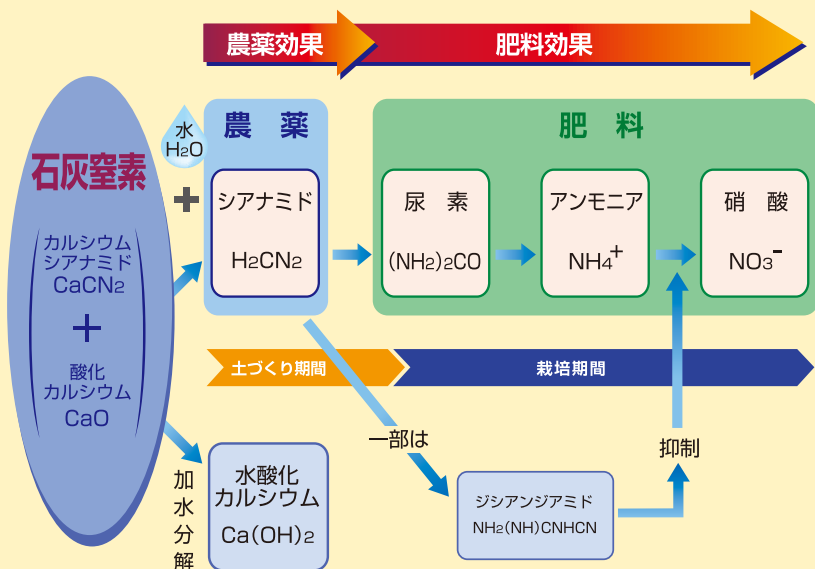 農薬効果
肥料効果
水
H2O
農 薬
肥 料
石灰窒素
+
シアナミド
H2CN2
尿 素
(NH2)2CO
アンモニア
NH4+
硝 酸
NO3-
カルシウム
シアナミド
CaCN2
+
酸化
カルシウム
CaO
土づくり期間
栽培期間
一部は
抑制
加水分解
水酸化
カルシウム
Ca(OH)2
ジシアンジアミド
NH2(NH)CNHCN